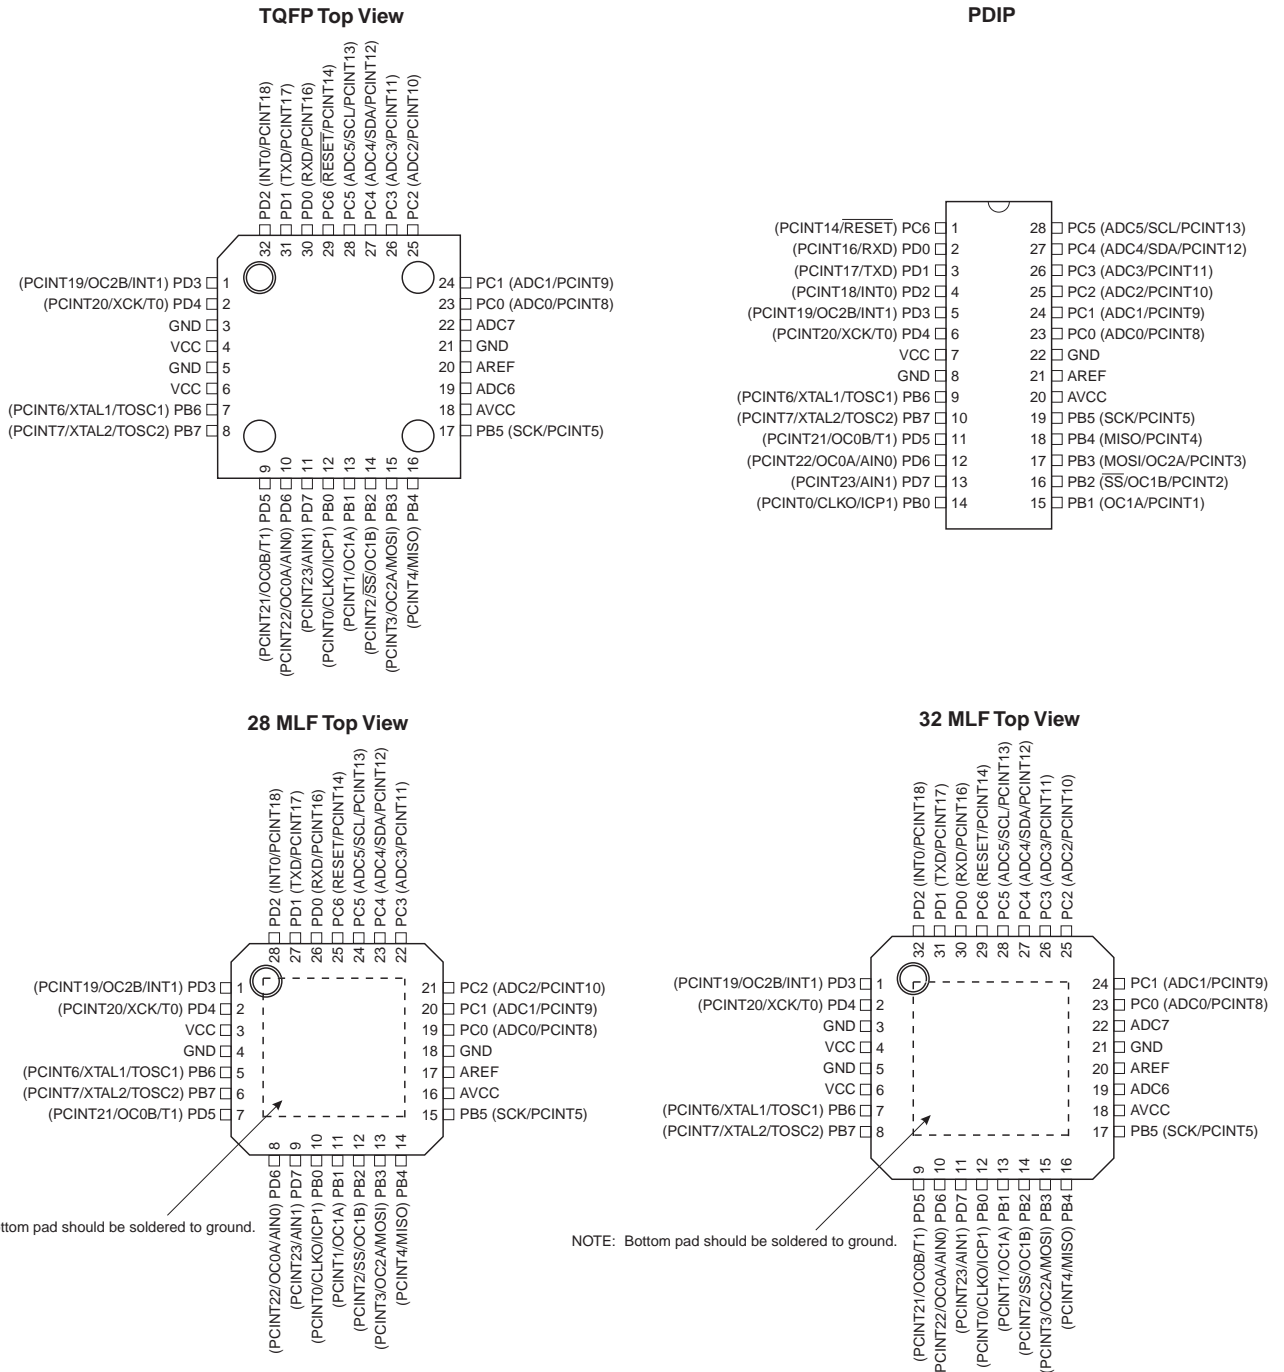 TQFP Top View
PD2 (INT0/PCINT18)
PD1 (TXD/PCINT17)
PD0 (RXD/PCINT16)
PC6 (RESET/PCINT14)
PC5 (ADC5/SCL/PCINT13)
PC4 (ADC4/SDA/PCINT12)
PC3 (ADC3/PCINT11)
PC2 (ADC2/PCINT10)
32
31
30
29
28
27
26
25
(PCINT19/OC2B/INT1) PD3 1
(PCINT20/XCK/T0) PD4 2
GND 3
VCC 4
GND 5
VCC 6
(PCINT6/XTAL1/TOSC1) PB6 7
(PCINT7/XTAL2/TOSC2) PB7 8
24 PC1 (ADC1/PCINT9)
23 PC0 (ADC0/PCINT8)
22 ADC7
21 GND
20 AREF
19 ADC6
18 AVCC
17 PB5 (SCK/PCINT5)
9
10
11
12
13
14
15
16
(PCINT21/OC0B/T1) PD5
(PCINT22/OC0A/AIN0) PD6
(PCINT23/AIN1) PD7
(PCINT0/CLKO/ICP1) PB0
(PCINT1/OC1A) PB1
(PCINT2/SS/OC1B) PB2
(PCINT3/OC2A/MOSI) PB3
(PCINT4/MISO) PB4
PDIP
(PCINT14/RESET) PC6 1
(PCINT16/RXD) PD0 2
(PCINT17/TXD) PD1 3
(PCINT18/INT0) PD2 4
(PCINT19/OC2B/INT1) PD3 5
(PCINT20/XCK/T0) PD4 6
VCC 7
GND 8
(PCINT6/XTAL1/TOSC1) PB6 9
(PCINT7/XTAL2/TOSC2) PB7 10
(PCINT21/OC0B/T1) PD5 11
(PCINT22/OC0A/AIN0) PD6 12
(PCINT23/AIN1) PD7 13
(PCINT0/CLKO/ICP1) PB0 14
28 PC5 (ADC5/SCL/PCINT13)
27 PC4 (ADC4/SDA/PCINT12)
26 PC3 (ADC3/PCINT11)
25 PC2 (ADC2/PCINT10)
24 PC1 (ADC1/PCINT9)
23 PC0 (ADC0/PCINT8)
22 GND
21 AREF
20 AVCC
19 PB5 (SCK/PCINT5)
18 PB4 (MISO/PCINT4)
17 PB3 (MOSI/OC2A/PCINT3)
16 PB2 (SS/OC1B/PCINT2)
15 PB1 (OC1A/PCINT1)
28 MLF Top View
PD2 (INT0/PCINT18)
PD1 (TXD/PCINT17)
PD0 (RXD/PCINT16)
PC6 (RESET/PCINT14)
PC5 (ADC5/SCL/PCINT13)
PC4 (ADC4/SDA/PCINT12)
PC3 (ADC3/PCINT11)
28
27
26
25
24
23
22
(PCINT19/OC2B/INT1) PD3 1
(PCINT20/XCK/T0) PD4 2
VCC 3
GND 4
(PCINT6/XTAL1/TOSC1) PB6 5
(PCINT7/XTAL2/TOSC2) PB7 6
(PCINT21/OC0B/T1) PD5 7
21 PC2 (ADC2/PCINT10)
20 PC1 (ADC1/PCINT9)
19 PC0 (ADC0/PCINT8)
18 GND
17 AREF
16 AVCC
15 PB5 (SCK/PCINT5)
8
9
10
11
12
13
14
(PCINT22/OC0A/AIN0) PD6
(PCINT23/AIN1) PD7
(PCINT0/CLKO/ICP1) PB0
(PCINT1/OC1A) PB1
(PCINT2/SS/OC1B) PB2
(PCINT3/OC2A/MOSI) PB3
(PCINT4/MISO) PB4
pad should be soldered to ground.
32 MLF Top View
PD2 (INT0/PCINT18)
PD1 (TXD/PCINT17)
PD0 (RXD/PCINT16)
PC6 (RESET/PCINT14)
PC5 (ADC5/SCL/PCINT13)
PC4 (ADC4/SDA/PCINT12)
PC3 (ADC3/PCINT11)
PC2 (ADC2/PCINT10)
32
31
30
29
28
27
26
25
(PCINT19/OC2B/INT1) PD3 1
(PCINT20/XCK/T0) PD4 2
GND 3
VCC 4
GND 5
VCC 6
(PCINT6/XTAL1/TOSC1) PB6 7
(PCINT7/XTAL2/TOSC2) PB7 8
24 PC1 (ADC1/PCINT9)
23 PC0 (ADC0/PCINT8)
22 ADC7
21 GND
20 AREF
19 ADC6
18 AVCC
17 PB5 (SCK/PCINT5)
9
10
11
12
13
14
15
16
(PCINT21/OC0B/T1) PD5
(PCINT22/OC0A/AIN0) PD6
(PCINT23/AIN1) PD7
(PCINT0/CLKO/ICP1) PB0
(PCINT1/OC1A) PB1
(PCINT2/SS/OC1B) PB2
(PCINT3/OC2A/MOSI) PB3
(PCINT4/MISO) PB4
NOTE: Bottom pad should be soldered to ground.